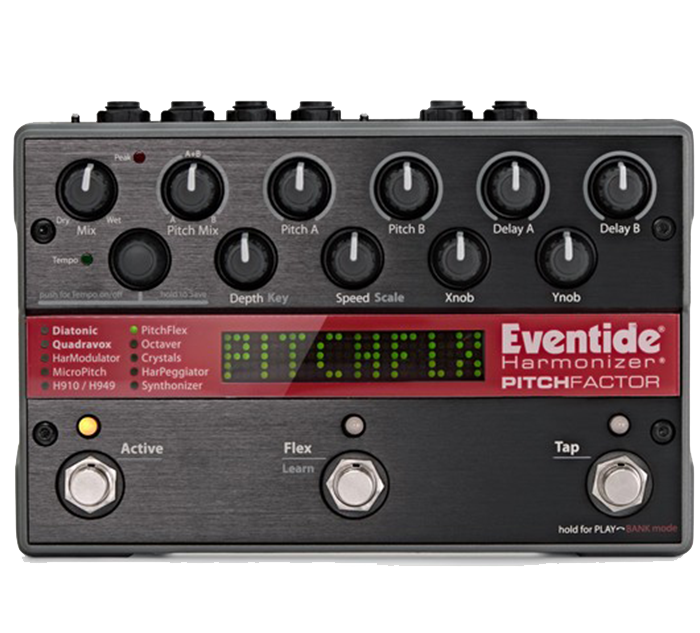 Peak
A+B
Dry
Wet
Mix
A
B
Pitch Mix
Pitch A
Pitch B
Delay A
Delay B
Tempo
push for Tempo on/off
hold to Save
Depth Key
Speed Scale
Xnob
Ynob
Diatonic
Quadravox
HarModulator
MicroPitch
H910 / H949
PitchFlex
Octaver
Crystals
HarPeggiator
Synthonizer
PITCHFLX
Eventide®
Harmonizer®
PITCHFACTOR
Active
Flex
Learn
Tap
hold for PLAY~BANK mode